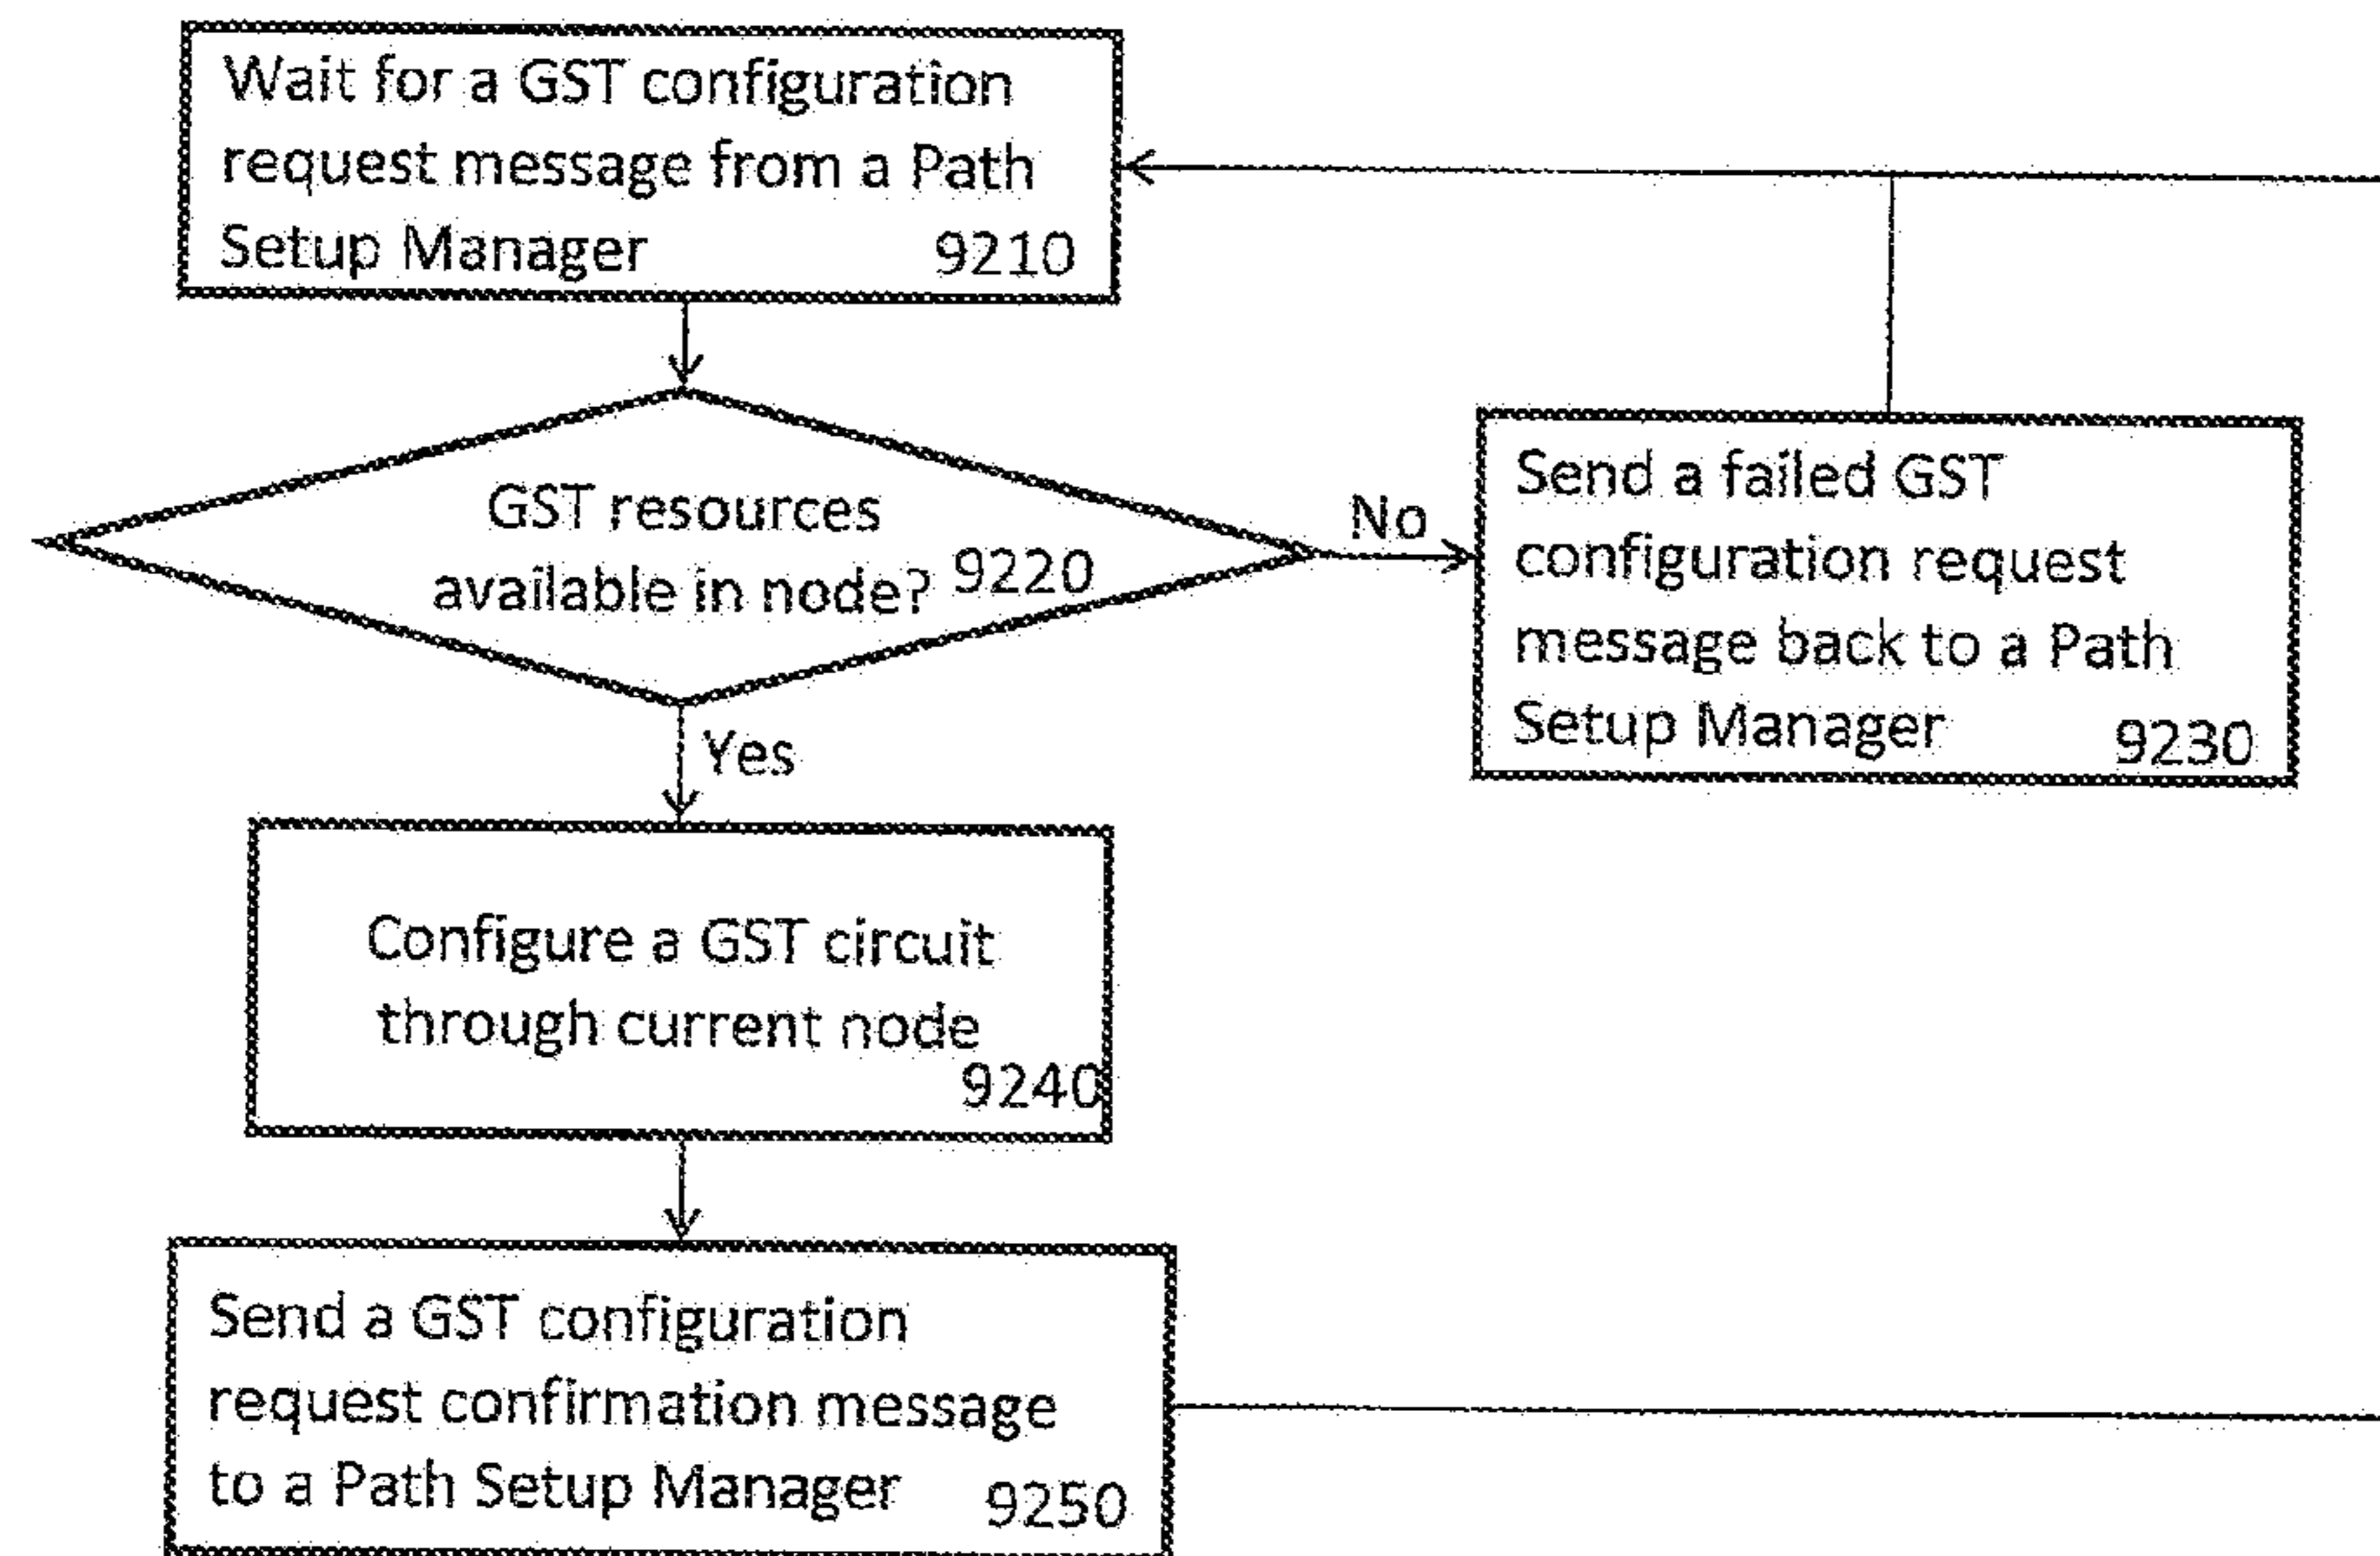 Wait for a GST configuration
request message from a Path
Setup Manager 9210
GST resources
available in node? 9220
No
Send a failed GST
configuration request
message back to a Path
Setup Manager 9230
Yes
Configure a GST circuit
through current node
9240
Send a GST configuration
request confirmation message
to a Path Setup Manager 9250